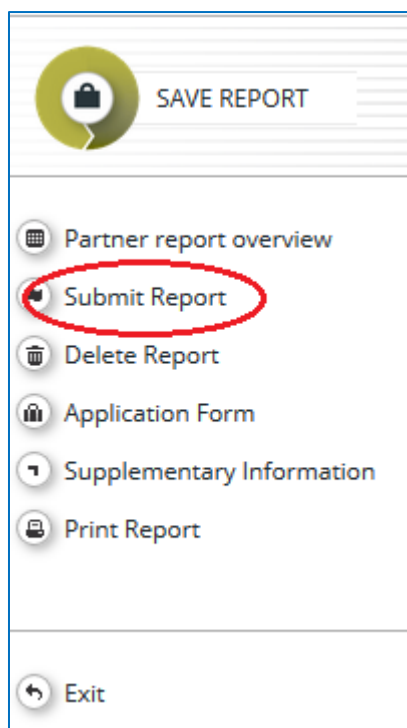 SAVE REPORT
Partner report overview
Submit Report
Delete Report
Application Form
Supplementary Information
Print Report
Exit